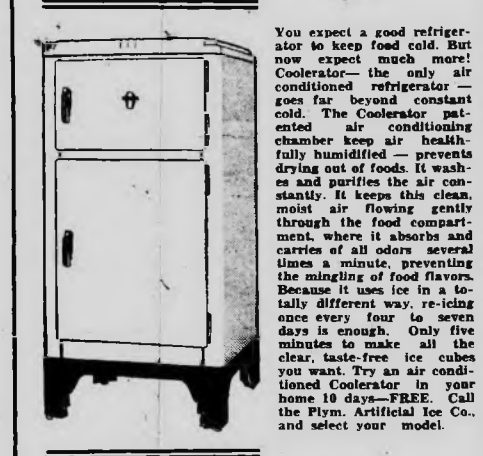 You expect a good refriger-
ator to keep food cold. But
now expect much more!
Coolerator— the only air
conditioned refrigerator —
goes far beyond constant
cold. The Coolerator pat-
ented air conditioning
chamber keep air health-
fully humidified — prevents
drying out of foods. It wash-
es and purifies the air con-
stantly. It keeps this clean,
moist air flowing gently
through the food compart-
ment, where it absorbs and
carries of all odors several
times a minute, preventing
the mingling of food flavors.
Because it uses ice in a to-
tally different way, re-icing
once every four to seven
days is enough. Only five
minutes to make all the
clear, taste-free ice cubes
you want. Try an air condi-
tioned Coolerator in your
home 10 days—FREE. Call
the Plym. Artificial Ice Co.,
and select your model.